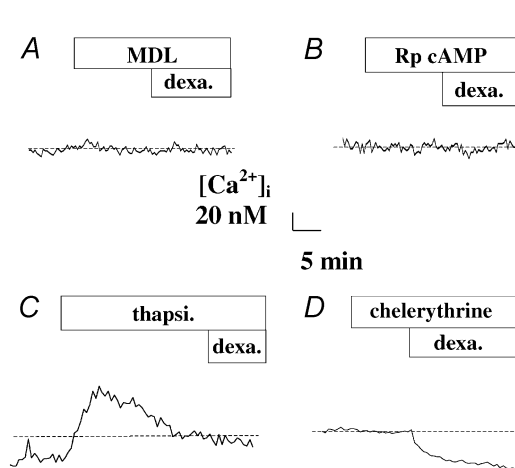 A
MDL
dexa.
B
Rp cAMP
dexa.
[Ca²⁺]ᵢ
20 nM
5 min
C
thapsi.
dexa.
D
chelerythrine
dexa.